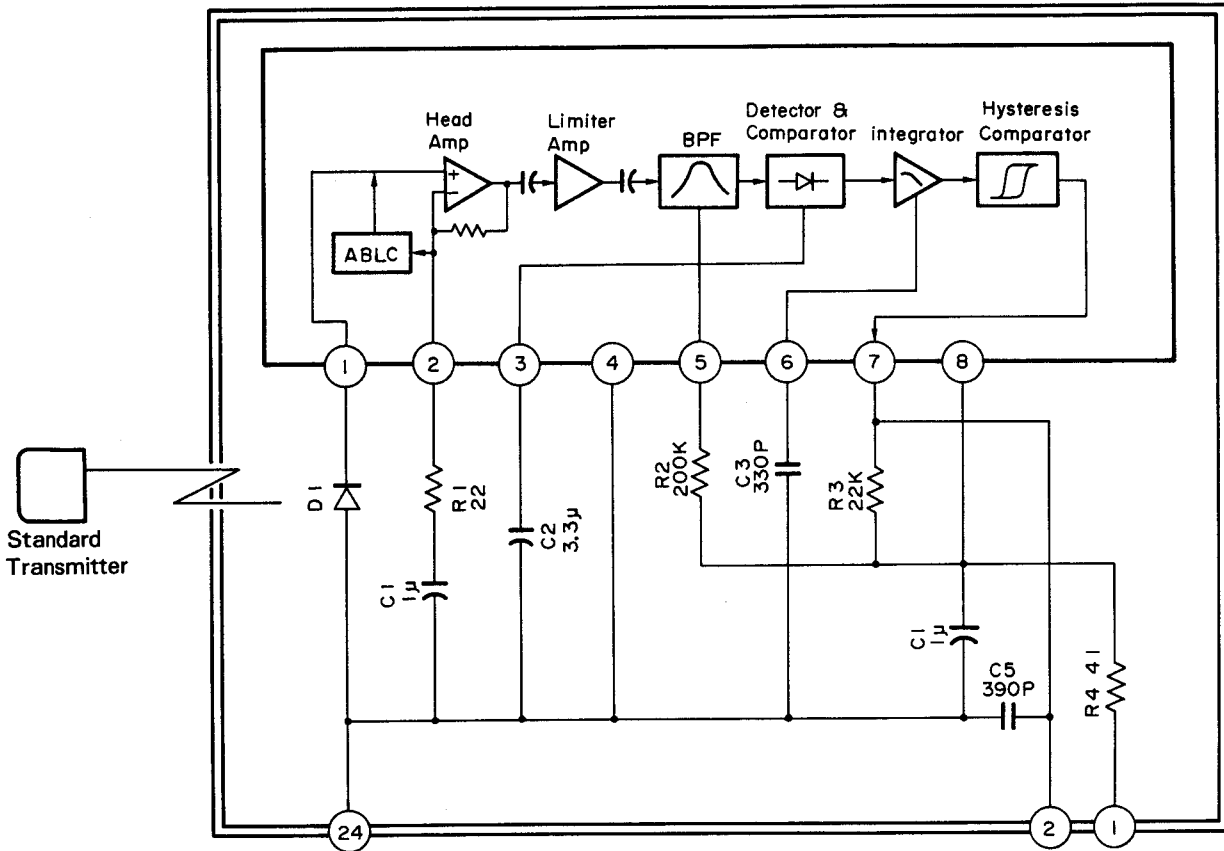 Head
Amp
Limiter
Amp
BPF
Detector &
Comparator
integrator
Hysteresis
Comparator
+
−
ABLC
1
2
3
4
5
6
7
8
Standard
Transmitter
D1
R1
22
C1
1μ
C2
3.3μ
R2
200K
C3
330P
R3
22K
C1
1μ
C5
390P
R4 41
24
2
1